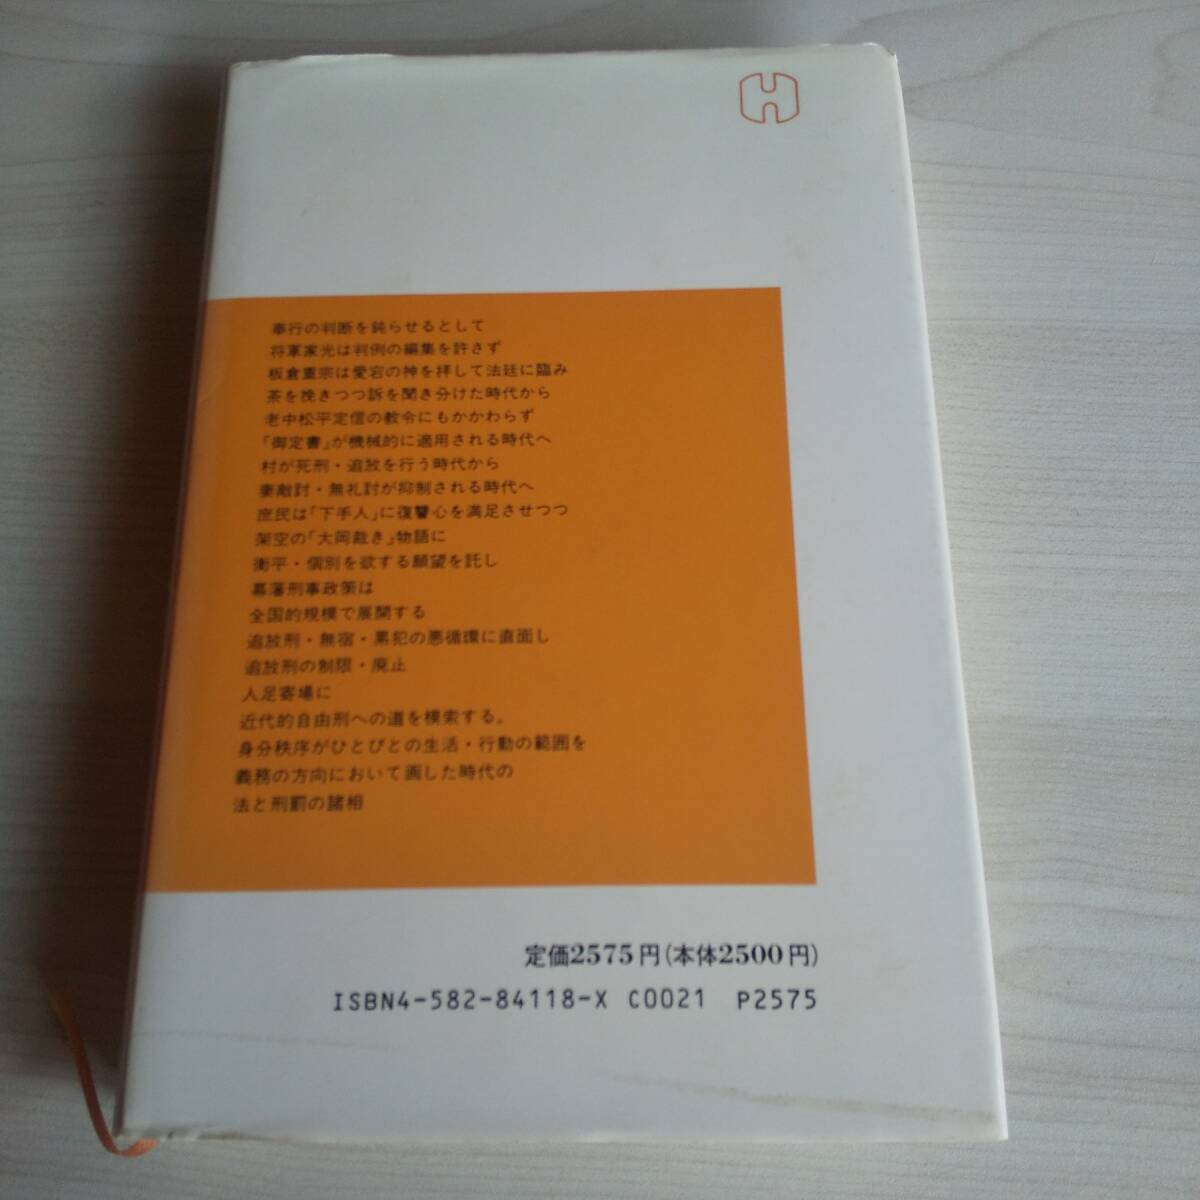 奉行の判断を鈍らせるとして
将軍家光は判例の編集を許さず
板倉重宗は愛宕の神を拝して法廷に臨み
茶を挽きつつ訴を聞き分けた時代から
老中松平定信の教令にもかかわらず
「御定書」が機械的に適用される時代へ
村が死刑・追放を行う時代から
妻敵討・無礼討が抑制される時代へ
庶民は「下手人」に復讐心を満足させつつ
架空の「大岡裁き」物語に
衡平・個別を欲する願望を託し
幕藩刑事政策は
全国的規模で展開する
追放刑・無宿・累犯の悪循環に直面し
追放刑の制限・廃止
人足寄場に
近代的自由刑への道を模索する。
身分秩序がひとびとの生活・行動の範囲を
義務の方向において画した時代の
法と刑罰の諸相
定価2575円(本体2500円)
ISBN4-582-84118-X C0021 P2575